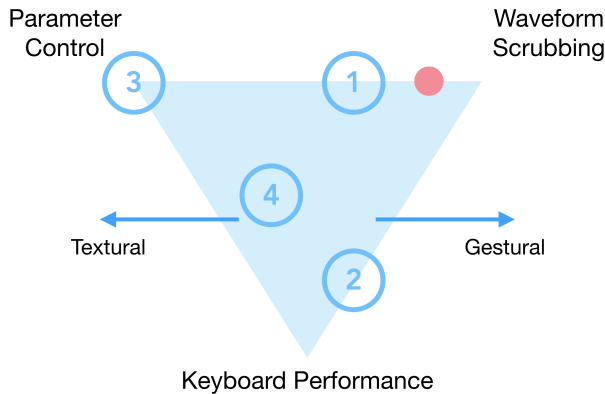 Parameter
Control
Waveform
Scrubbing
3
1
4
Textural
Gestural
2
Keyboard Performance